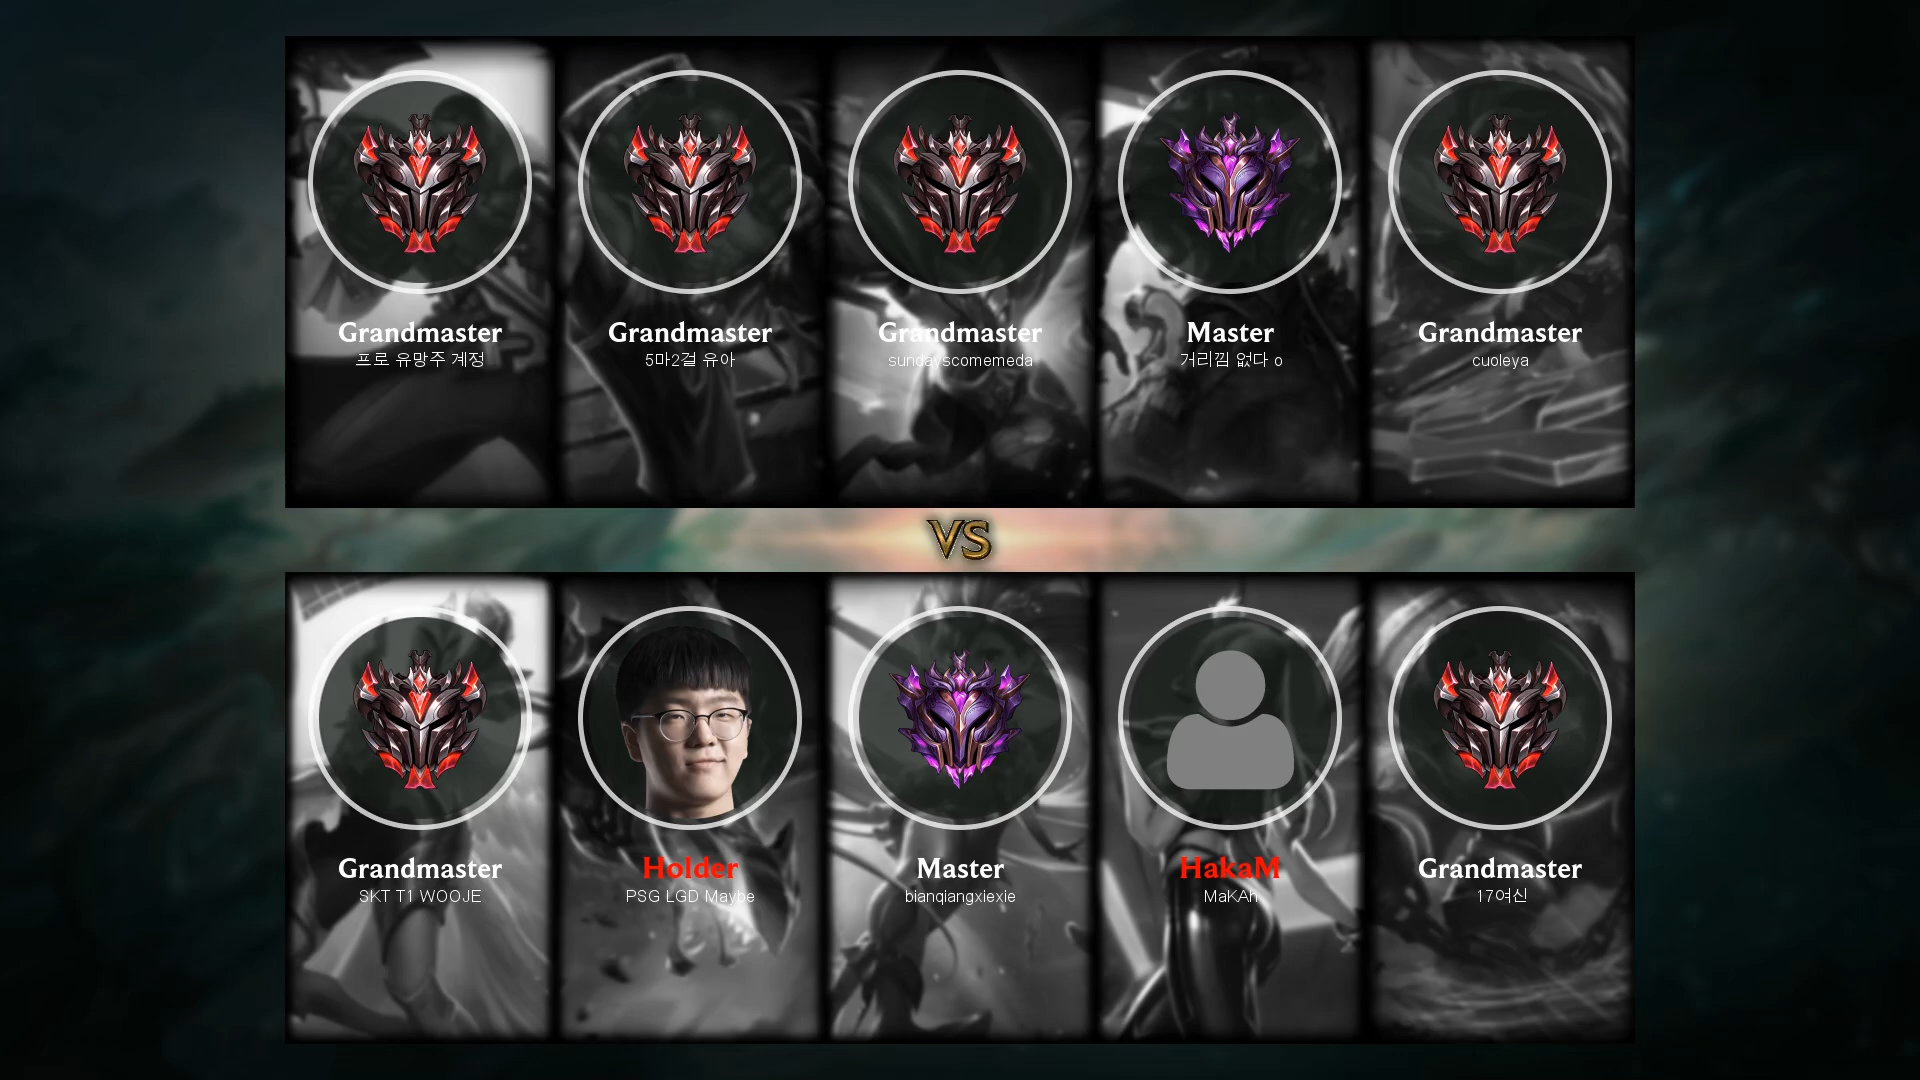 Grandmaster
프로 유망주 계정
Grandmaster
5마2걸 유아
Grandmaster
sundayscomemeda
Master
거리낌 없다 o
Grandmaster
cuoleya
VS
Grandmaster
SKT T1 WOOJE
Holder
PSG LGD Maybe
Master
bianqiangxiexie
HakaM
MaKAh
Grandmaster
17여신